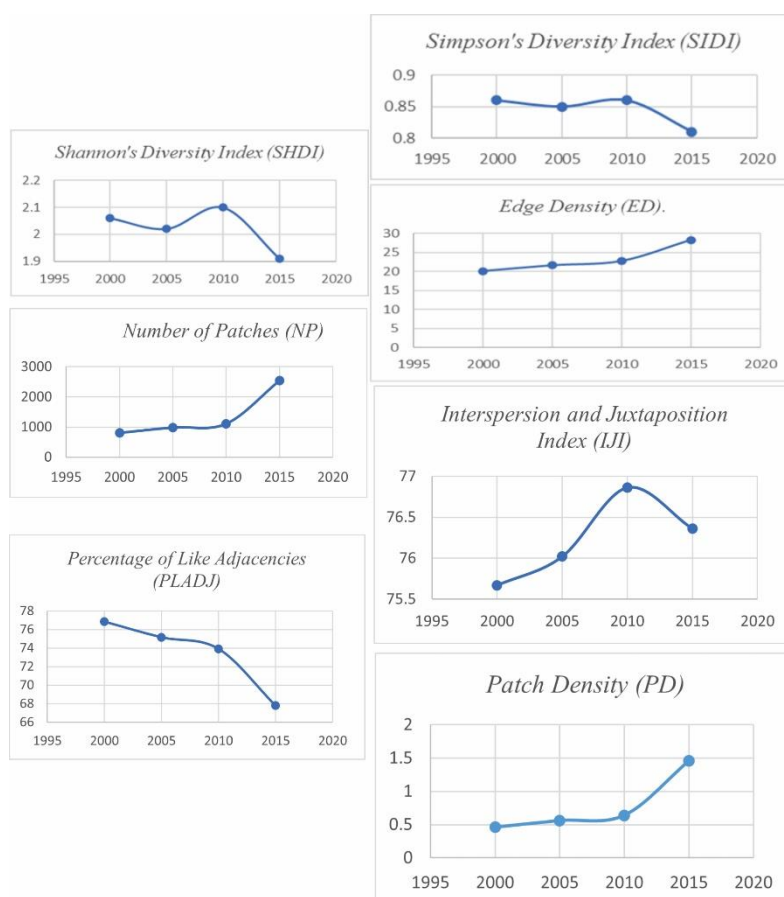 Simpson's Diversity Index (SIDI)
0.9
0.85
0.8
1995 2000 2005 2010 2015 2020
Shannon's Diversity Index (SHDI)
2.2
2.1
2
1.9
1995 2000 2005 2010 2015 2020
Edge Density (ED).
30
25
20
15
10
5
0
1995 2000 2005 2010 2015 2020
Number of Patches (NP)
3000
2000
1000
0
1995 2000 2005 2010 2015 2020
Interspersion and Juxtaposition
Index (IJI)
77
76.5
76
75.5
1995 2000 2005 2010 2015 2020
Percentage of Like Adjacencies
(PLADJ)
78
76
74
72
70
68
66
1995 2000 2005 2010 2015 2020
Patch Density (PD)
2
1.5
1
0.5
0
1995 2000 2005 2010 2015 2020